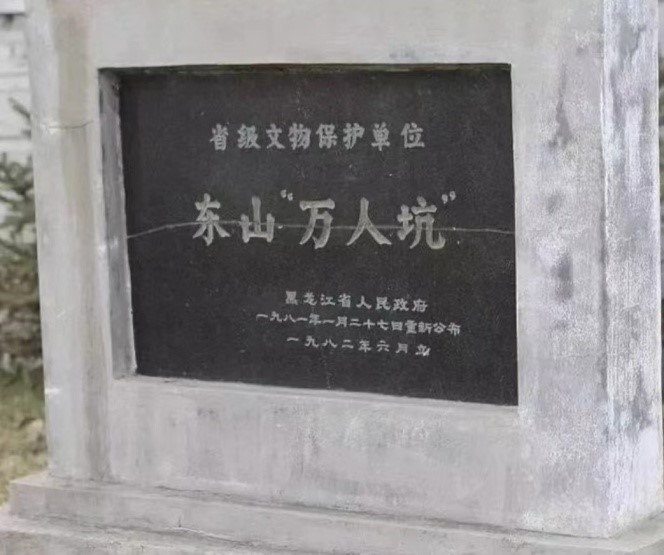 省级文物保护单位
东山“万人坑”
黑龙江省人民政府
一九八一年一月二十七日重新公布
一九八二年六月立